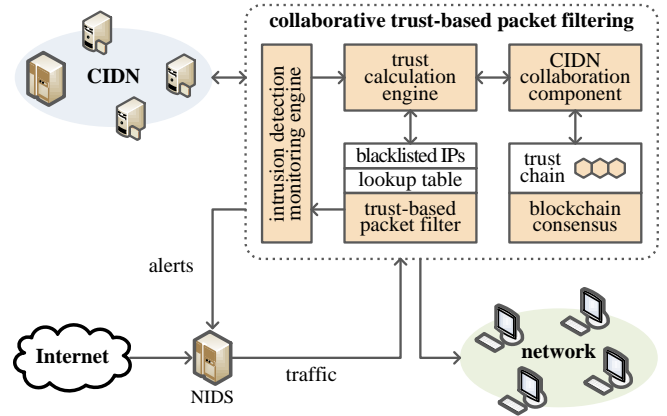 collaborative trust-based packet filtering
CIDN
intrusion detection
monitoring engine
trust
calculation
engine
CIDN
collaboration
component
blacklisted IPs
lookup table
trust-based
packet filter
trust
chain
blockchain
consensus
alerts
Internet
NIDS
traffic
network